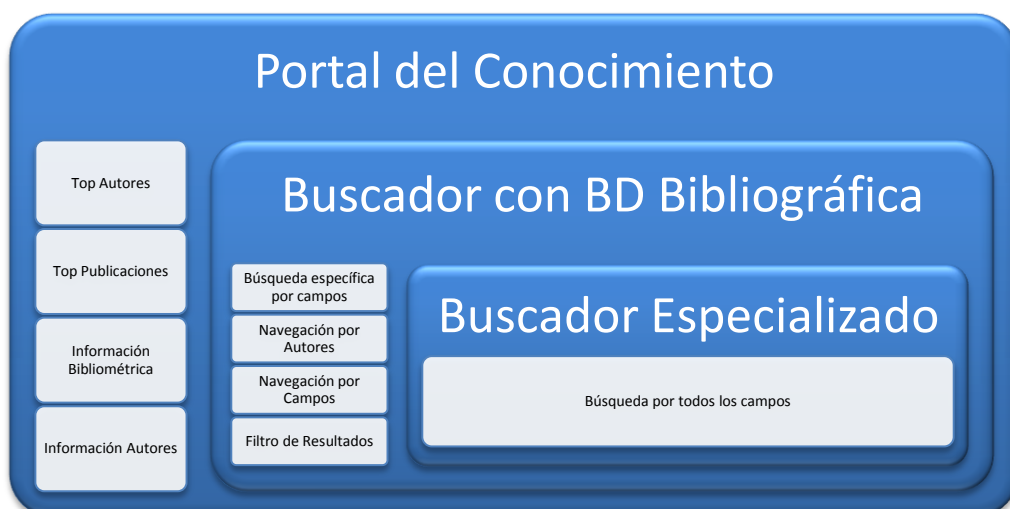 Portal del Conocimiento
Top Autores
Top Publicaciones
Información
Bibliométrica
Información Autores
Buscador con BD Bibliográfica
Búsqueda específica
por campos
Navegación por
Autores
Navegación por
Campos
Filtro de Resultados
Buscador Especializado
Búsqueda por todos los campos